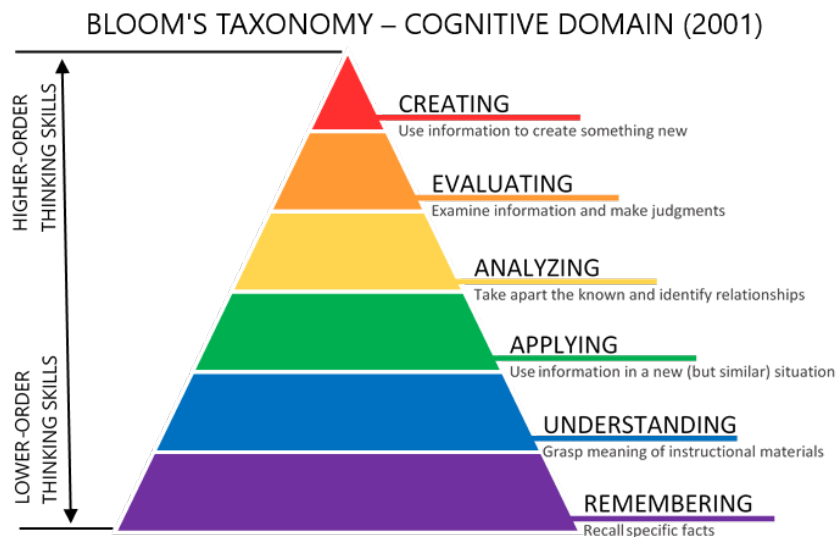 BLOOM'S TAXONOMY – COGNITIVE DOMAIN (2001)
HIGHER-ORDER
THINKING SKILLS
CREATING
Use information to create something new
EVALUATING
Examine information and make judgments
ANALYZING
Take apart the known and identify relationships
APPLYING
Use information in a new (but similar) situation
LOWER-ORDER
THINKING SKILLS
UNDERSTANDING
Grasp meaning of instructional materials
REMEMBERING
Recall specific facts